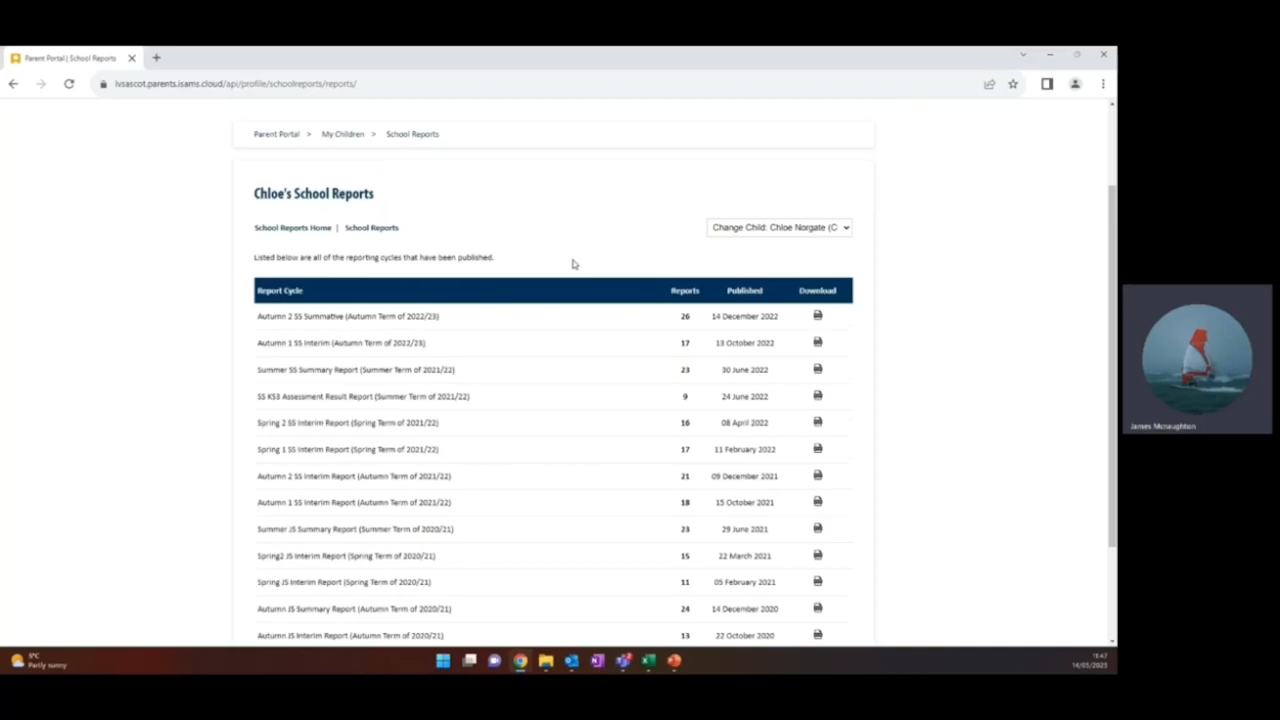 Parent Portal | School Reports
lvsascot.parents.isams.cloud/api/profile/schoolreports/reports/
Parent Portal > My Children > School Reports
Chloe's School Reports
School Reports Home | School Reports
Change Child: Chloe Norgate (C
Listed below are all of the reporting cycles that have been published.
Report Cycle Reports Published Download
Autumn 2 SS Summative (Autumn Term of 2022/23) 26 14 December 2022
Autumn 1 SS Interim (Autumn Term of 2022/23) 17 13 October 2022
Summer SS Summary Report (Summer Term of 2021/22) 23 30 June 2022
SS KS3 Assessment Result Report (Summer Term of 2021/22) 9 24 June 2022
Spring 2 SS Interim Report (Spring Term of 2021/22) 16 08 April 2022
Spring 1 SS Interim Report (Spring Term of 2021/22) 17 11 February 2022
Autumn 2 SS Interim Report (Autumn Term of 2021/22) 21 09 December 2021
Autumn 1 SS Interim Report (Autumn Term of 2021/22) 18 15 October 2021
Summer JS Summary Report (Summer Term of 2020/21) 23 29 June 2021
Spring2 JS Interim Report (Spring Term of 2020/21) 15 22 March 2021
Spring JS Interim Report (Spring Term of 2020/21) 11 05 February 2021
Autumn JS Summary Report (Autumn Term of 2020/21) 24 14 December 2020
Autumn JS Interim Report (Autumn Term of 2020/21) 13 22 October 2020
James Mcnaughton
5°C
Partly sunny
11:47